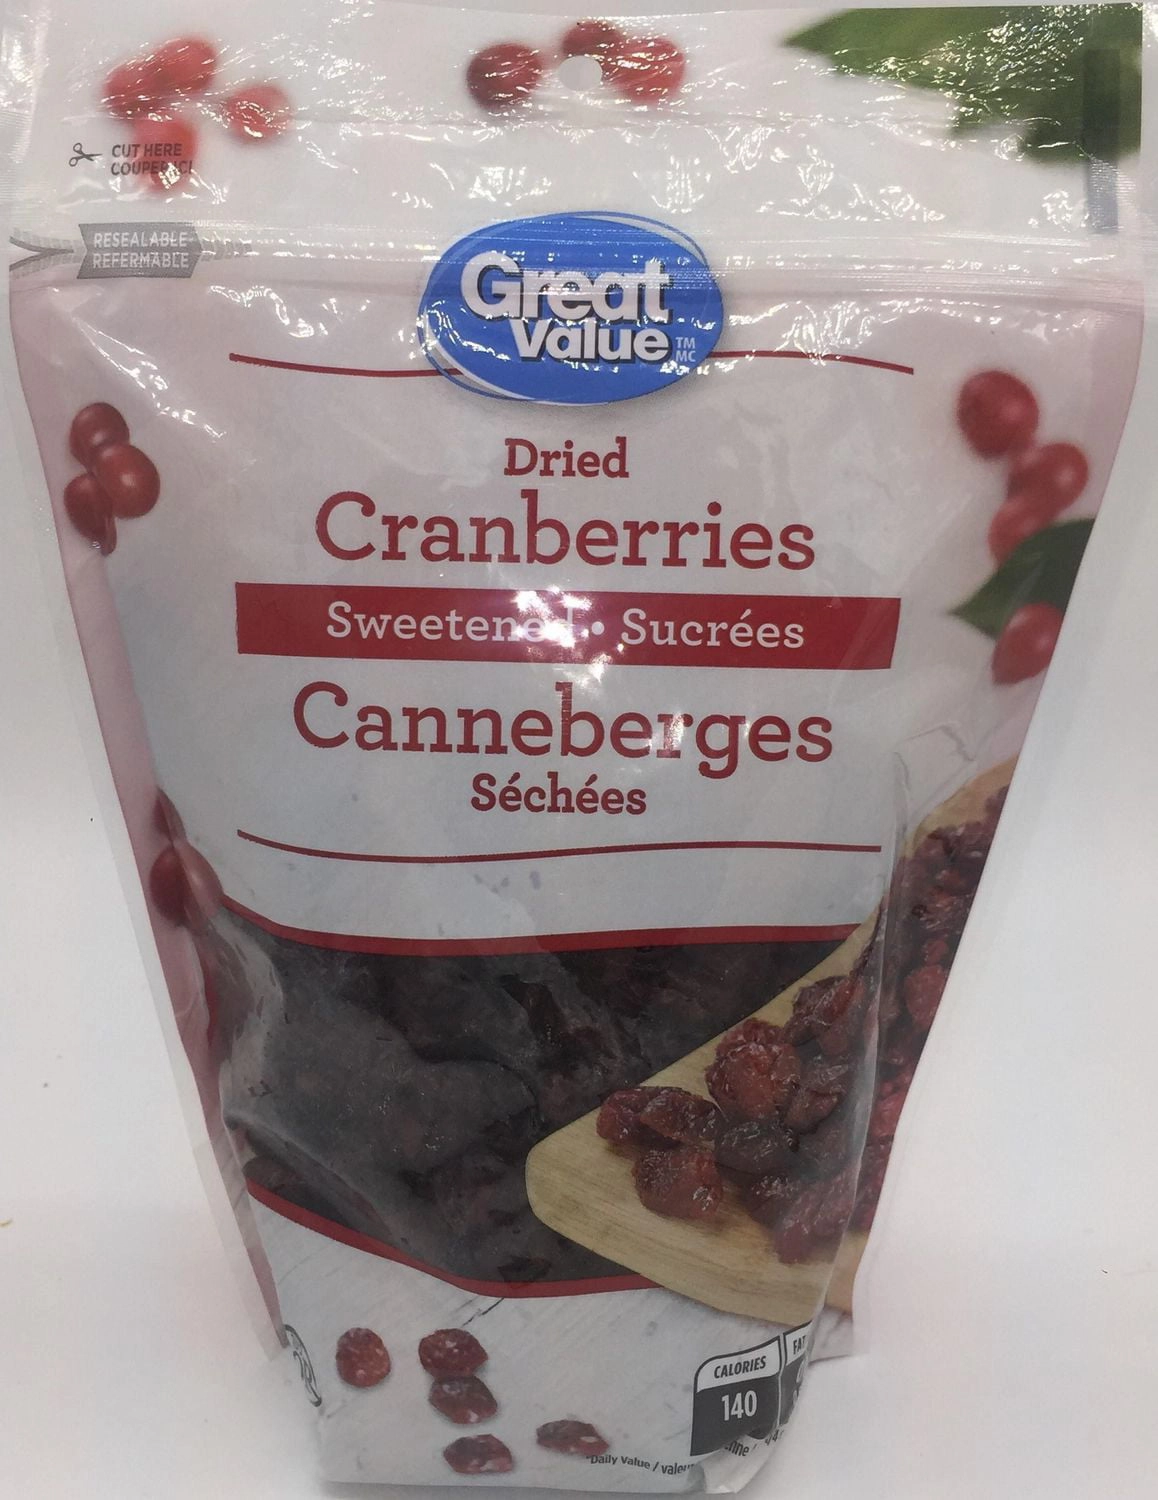 CUT HERE
COUPER ICI
RESEALABLE
REFERMABLE
Great
Value
TM
MC
Dried
Cranberries
Sweetened • Sucrées
Canneberges
Séchées
CALORIES
140
FAT
*Daily Value /